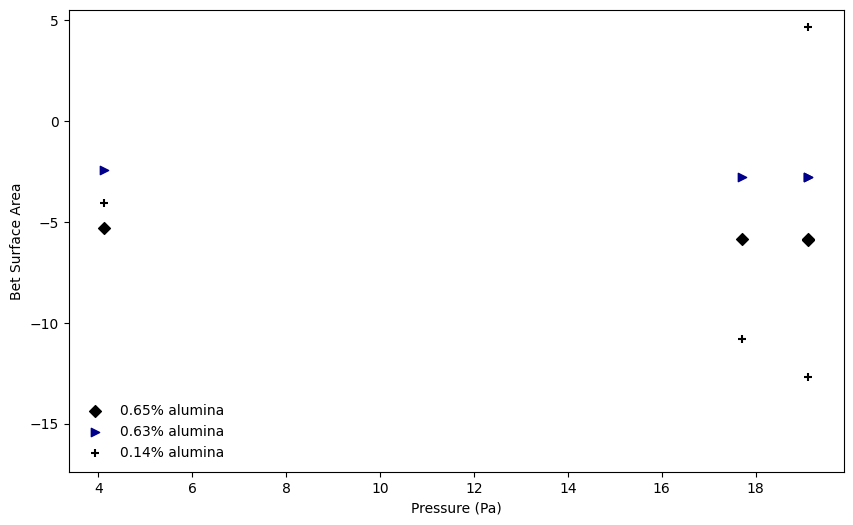 5
0
−5
−10
−15
Bet Surface Area
0.65% alumina
0.63% alumina
0.14% alumina
4 6 8 10 12 14 16 18
Pressure (Pa)